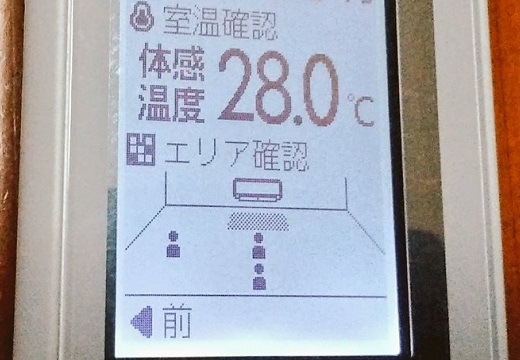 室温確認
体感温度 28.0℃
エリア確認
前